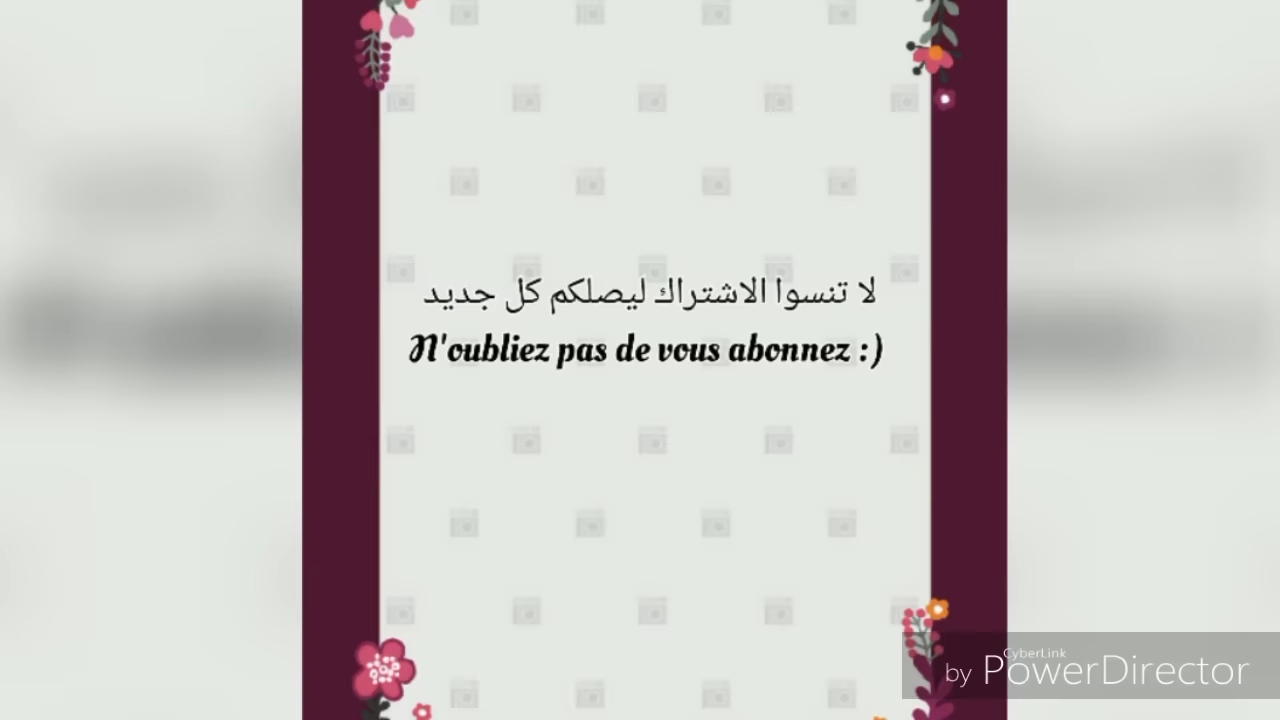 لا تنسوا الاشتراك ليصلكم كل جديد
N'oubliez pas de vous abonnez :)
CyberLink
by PowerDirector